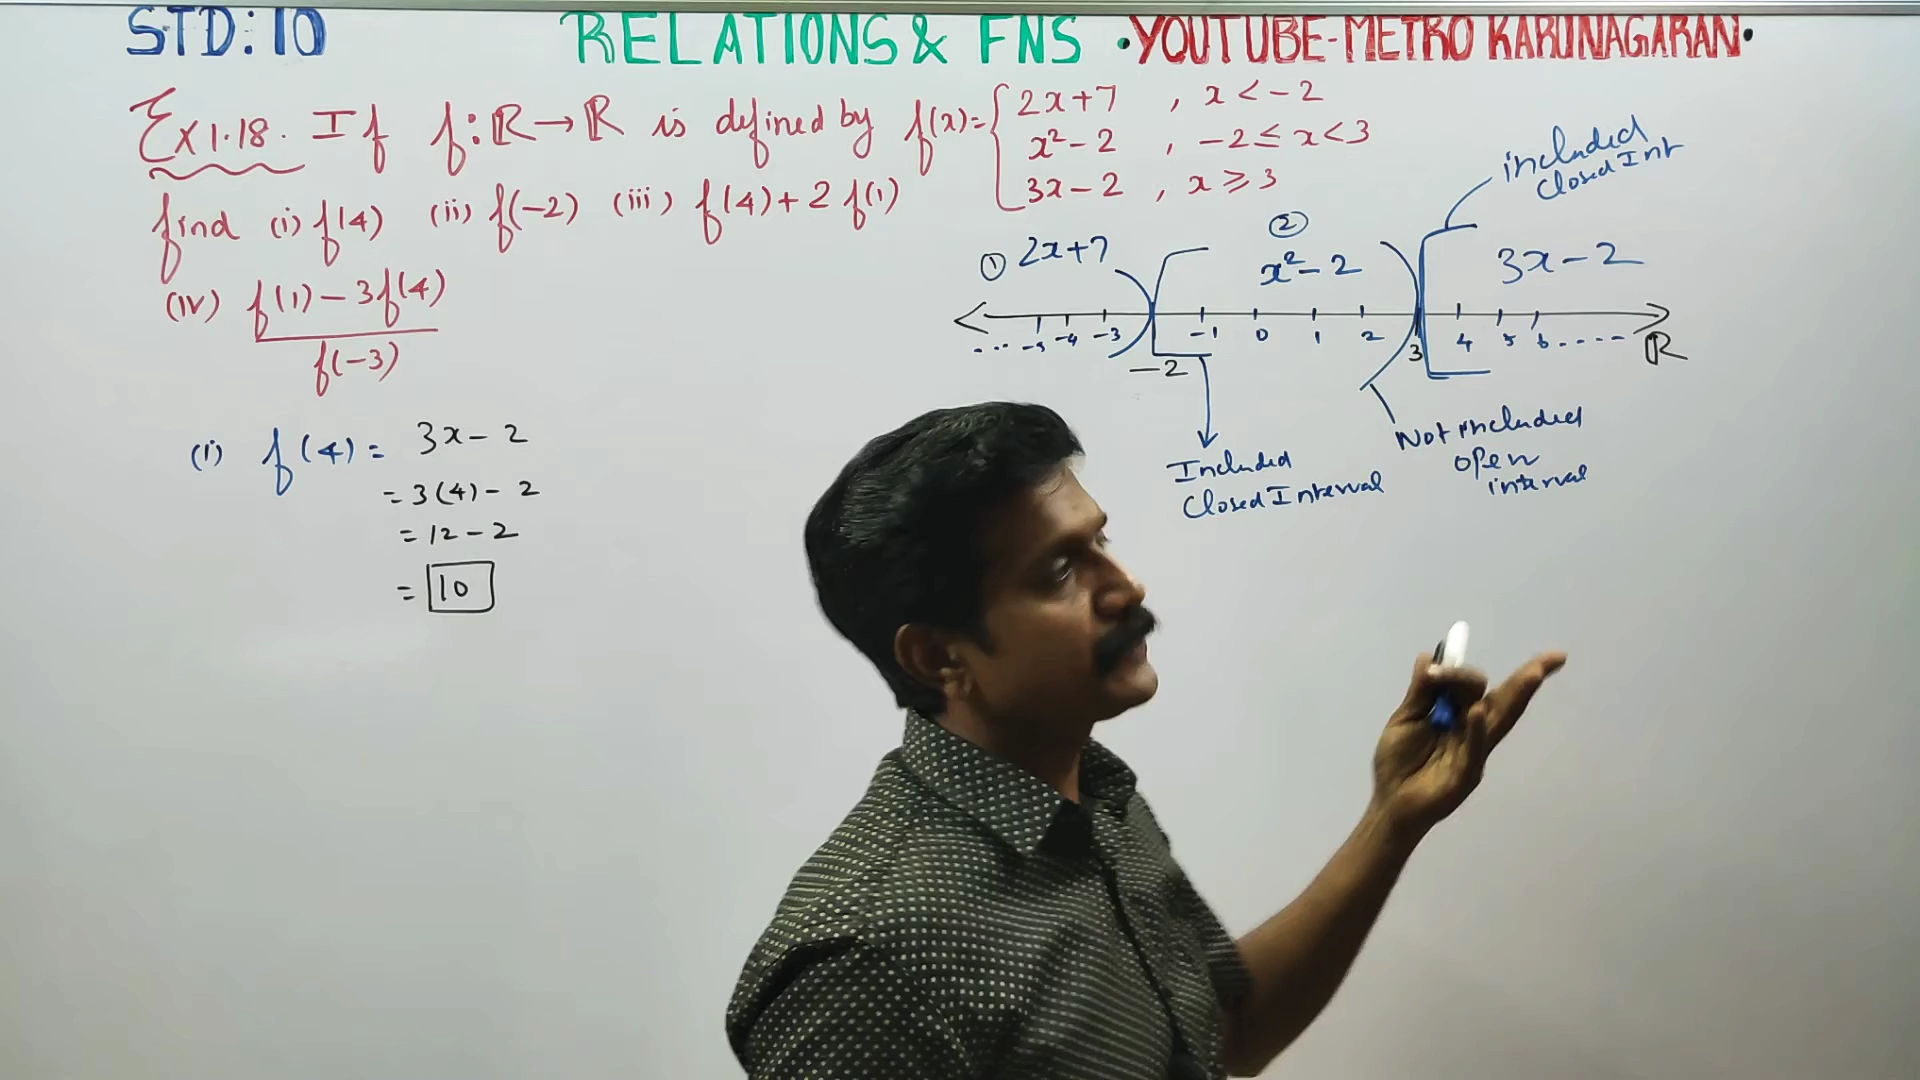 STD: 10 RELATIONS & FNS • YOUTUBE-METRO KARUNAGARAN •
Ex 1.18. If f: ℝ → ℝ is defined by f(x) = { 2x+7 , x < -2
x² - 2 , -2 ≤ x < 3
3x - 2 , x ≥ 3
find (i) f(4) (ii) f(-2) (iii) f(4) + 2 f(1)
(iv) f(1) - 3f(4)
f(-3)
included
Closed Int
① 2x+7 ② x² - 2 3x - 2
... -5 -4 -3 -2 -1 0 1 2 3 4 5 6 .... ℝ
Included
Closed Interval
Not included
open
interval
(i) f(4) = 3x - 2
= 3(4) - 2
= 12 - 2
= 10